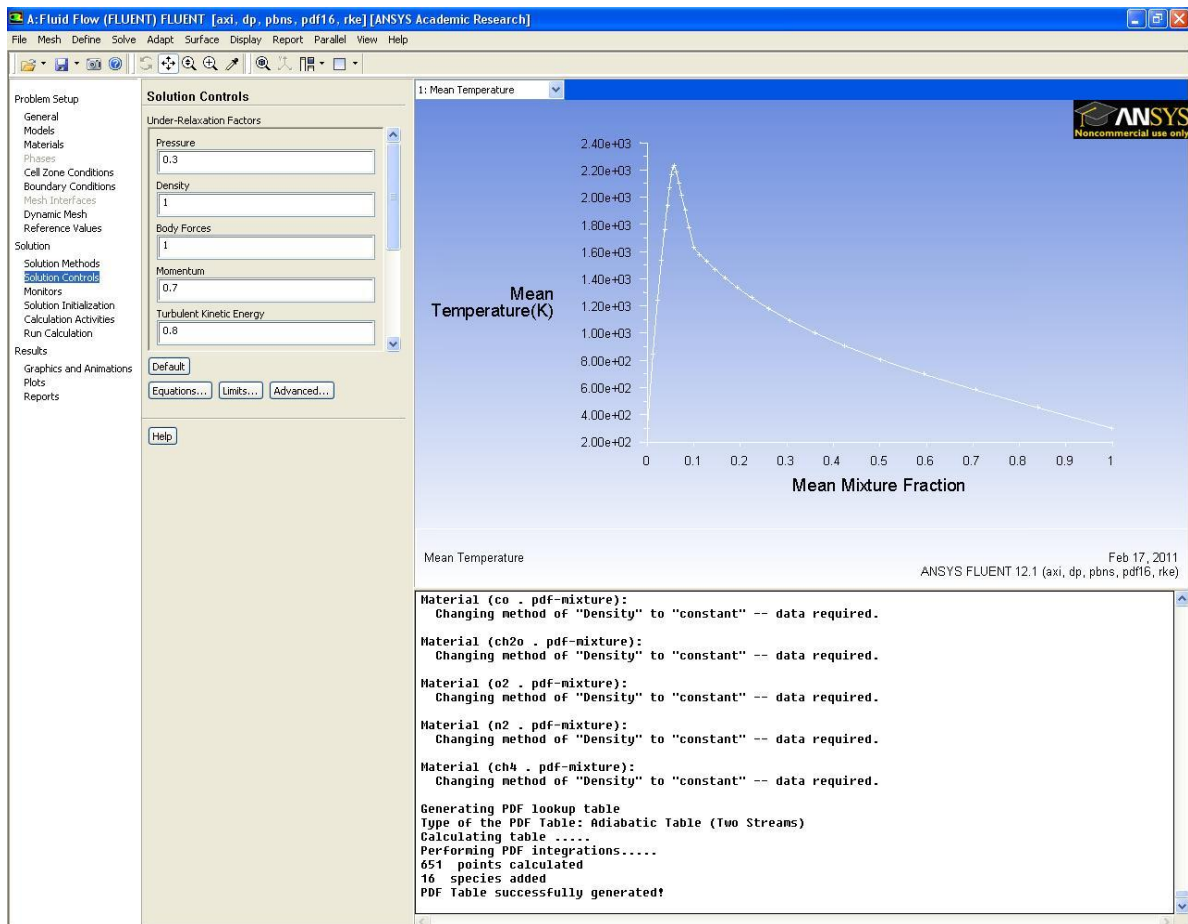 A:Fluid Flow (FLUENT) FLUENT [axi, dp, pbns, pdf16, rke] [ANSYS Academic Research]
File Mesh Define Solve Adapt Surface Display Report Parallel View Help
Problem Setup
General
Models
Materials
Phases
Cell Zone Conditions
Boundary Conditions
Mesh Interfaces
Dynamic Mesh
Reference Values
Solution
Solution Methods
Solution Controls
Monitors
Solution Initialization
Calculation Activities
Run Calculation
Results
Graphics and Animations
Plots
Reports
Solution Controls
Under-Relaxation Factors
Pressure
0.3
Density
1
Body Forces
1
Momentum
0.7
Turbulent Kinetic Energy
0.8
Default
Equations... Limits... Advanced...
Help
1: Mean Temperature
ANSYS
Noncommercial use only
2.40e+03
2.20e+03
2.00e+03
1.80e+03
1.60e+03
1.40e+03
1.20e+03
1.00e+03
8.00e+02
6.00e+02
4.00e+02
2.00e+02
Mean
Temperature(K)
0 0.1 0.2 0.3 0.4 0.5 0.6 0.7 0.8 0.9 1
Mean Mixture Fraction
Mean Temperature
Feb 17, 2011
ANSYS FLUENT 12.1 (axi, dp, pbns, pdf16, rke)
Material (co . pdf-mixture):
Changing method of "Density" to "constant" -- data required.
Material (ch2o . pdf-mixture):
Changing method of "Density" to "constant" -- data required.
Material (o2 . pdf-mixture):
Changing method of "Density" to "constant" -- data required.
Material (n2 . pdf-mixture):
Changing method of "Density" to "constant" -- data required.
Material (ch4 . pdf-mixture):
Changing method of "Density" to "constant" -- data required.
Generating PDF lookup table
Type of the PDF Table: Adiabatic Table (Two Streams)
Calculating table .....
Performing PDF integrations.....
651 points calculated
16 species added
PDF Table successfully generated!